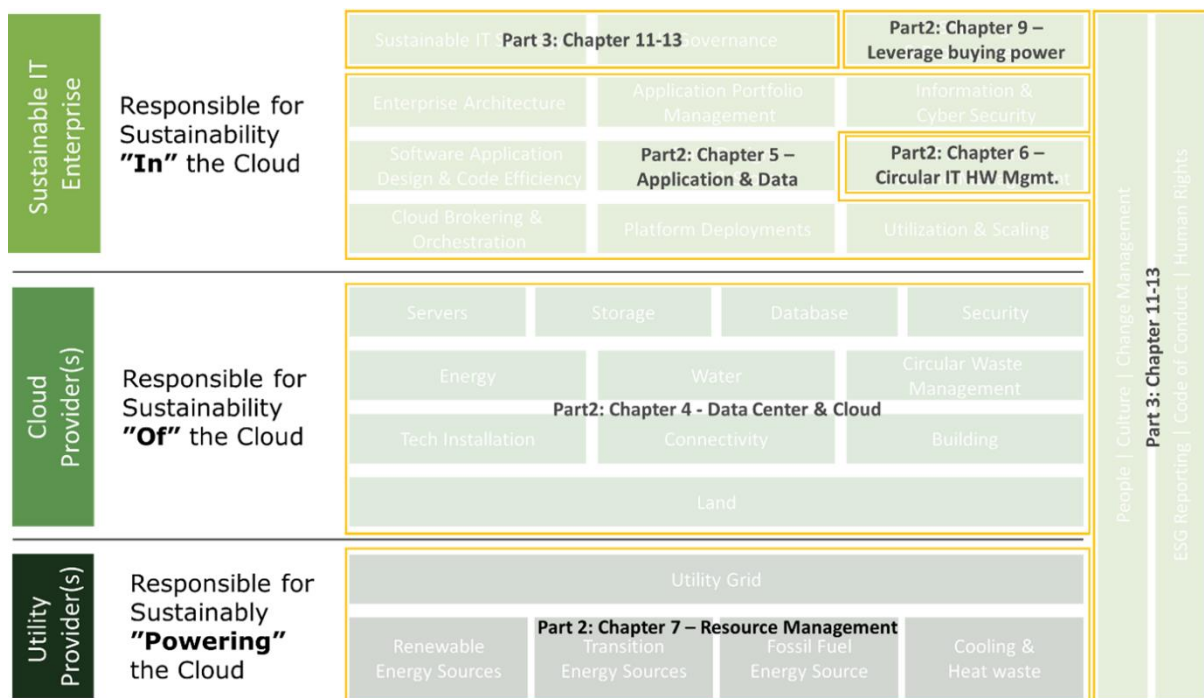 Sustainable IT
Enterprise
Responsible for
Sustainability
”In” the Cloud
Sustainable IT S
Part 3: Chapter 11-13
overnance
Part2: Chapter 9 –
Leverage buying power
Enterprise Architecture
Application Portfolio
Management
Information &
Cyber Security
Software Application
Design & Code Efficiency
Part2: Chapter 5 –
Application & Data
Part2: Chapter 6 –
Circular IT HW Mgmt.
Cloud Brokering &
Orchestration
Platform Deployments
Utilization & Scaling
Cloud
Provider(s)
Responsible for
Sustainability
”Of” the Cloud
Servers
Storage
Database
Security
Energy
Water
Circular Waste
Management
Part2: Chapter 4 - Data Center & Cloud
Tech Installation
Connectivity
Building
Land
Utility
Provider(s)
Responsible for
Sustainably
”Powering”
the Cloud
Utility Grid
Part 2: Chapter 7 – Resource Management
Renewable
Energy Sources
Transition
Energy Sources
Fossil Fuel
Energy Source
Cooling &
Heat waste
People | Culture | Change Management
Part 3: Chapter 11-13
ESG Reporting | Code of Conduct | Human Rights